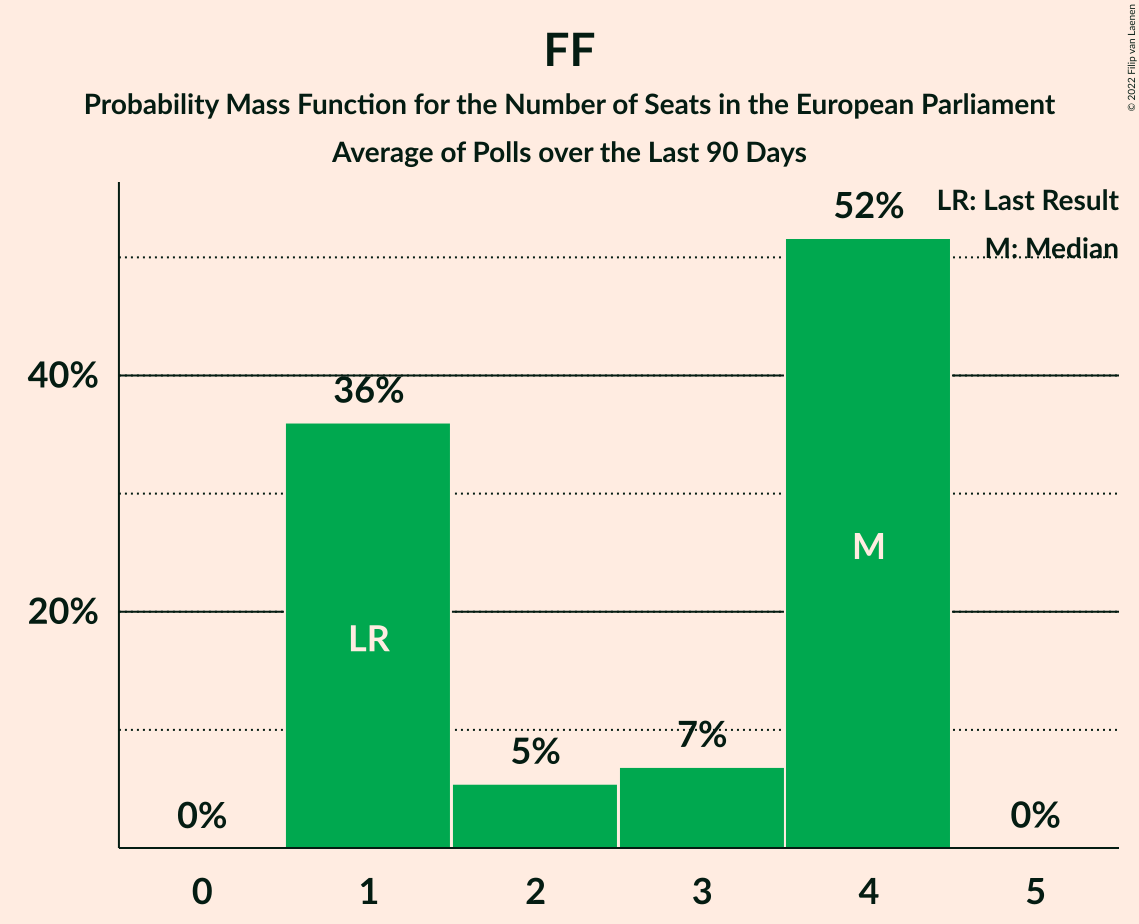 FF
Probability Mass Function for the Number of Seats in the European Parliament
Average of Polls over the Last 90 Days
© 2022 Filip van Laenen
LR: Last Result
M: Median
52%
40%
36%
M
20%
LR
7%
5%
0%
0%
0 1 2 3 4 5